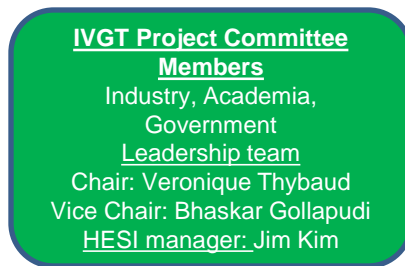 IVGT Project Committee
Members
Industry, Academia,
Government
Leadership team
Chair: Veronique Thybaud
Vice Chair: Bhaskar Gollapudi
HESI manager: Jim Kim